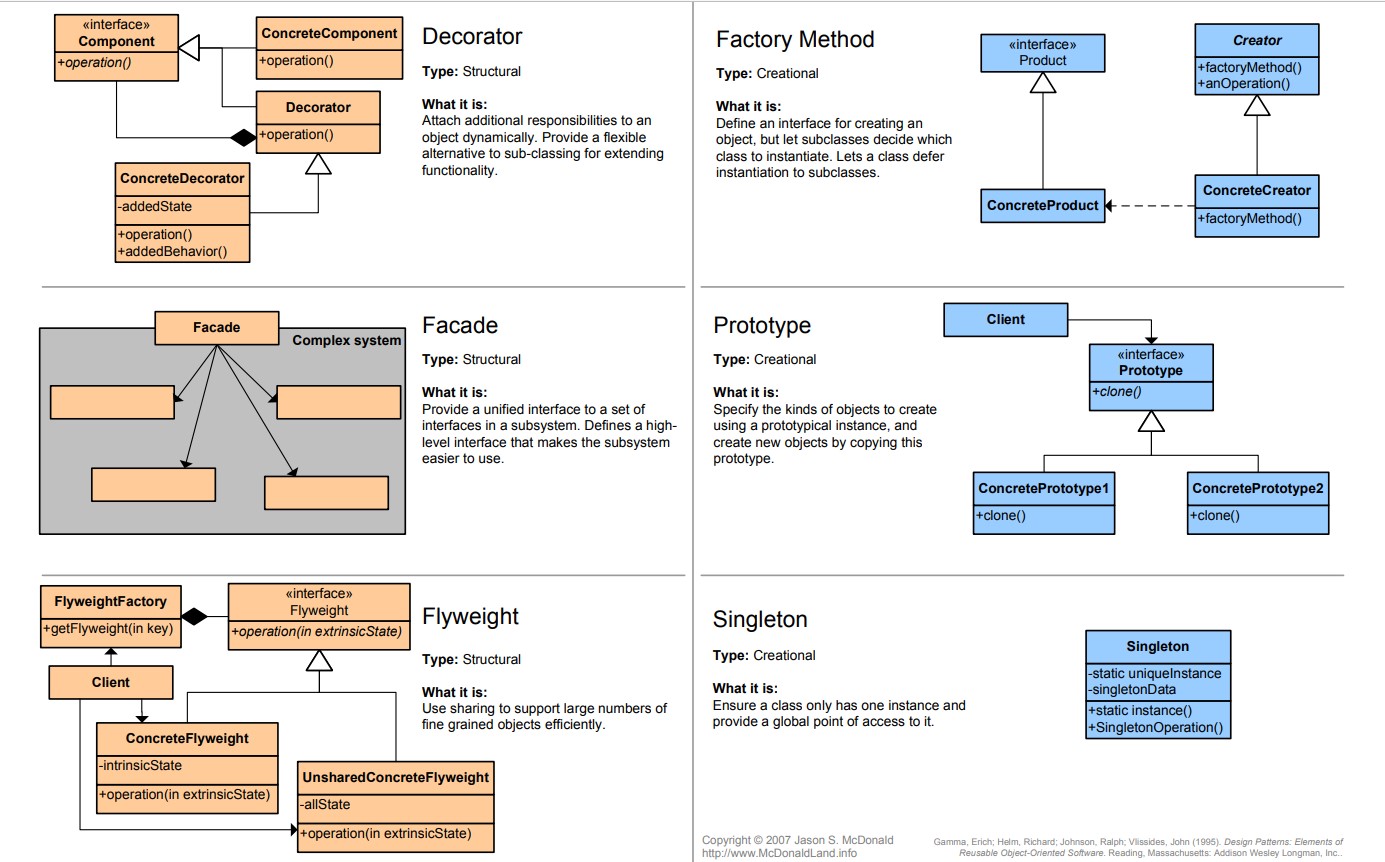 «interface»
Component
+operation()
ConcreteComponent
+operation()
Decorator
+operation()
ConcreteDecorator
-addedState
+operation()
+addedBehavior()
Decorator
Type: Structural
What it is:
Attach additional responsibilities to an
object dynamically. Provide a flexible
alternative to sub-classing for extending
functionality.
Facade
Complex system
Facade
Type: Structural
What it is:
Provide a unified interface to a set of
interfaces in a subsystem. Defines a high-
level interface that makes the subsystem
easier to use.
FlyweightFactory
+getFlyweight(in key)
«interface»
Flyweight
+operation(in extrinsicState)
Client
ConcreteFlyweight
-intrinsicState
+operation(in extrinsicState)
UnsharedConcreteFlyweight
-allState
+operation(in extrinsicState)
Flyweight
Type: Structural
What it is:
Use sharing to support large numbers of
fine grained objects efficiently.
Factory Method
Type: Creational
What it is:
Define an interface for creating an
object, but let subclasses decide which
class to instantiate. Lets a class defer
instantiation to subclasses.
«interface»
Product
Creator
+factoryMethod()
+anOperation()
ConcreteProduct
ConcreteCreator
+factoryMethod()
Prototype
Type: Creational
What it is:
Specify the kinds of objects to create
using a prototypical instance, and
create new objects by copying this
prototype.
Client
«interface»
Prototype
+clone()
ConcretePrototype1
+clone()
ConcretePrototype2
+clone()
Singleton
Type: Creational
What it is:
Ensure a class only has one instance and
provide a global point of access to it.
Singleton
-static uniqueInstance
-singletonData
+static instance()
+SingletonOperation()
Copyright © 2007 Jason S. McDonald
http://www.McDonaldLand.info
Gamma, Erich; Helm, Richard; Johnson, Ralph; Vlissides, John (1995). Design Patterns: Elements of
Reusable Object-Oriented Software. Reading, Massachusetts: Addison Wesley Longman, Inc..